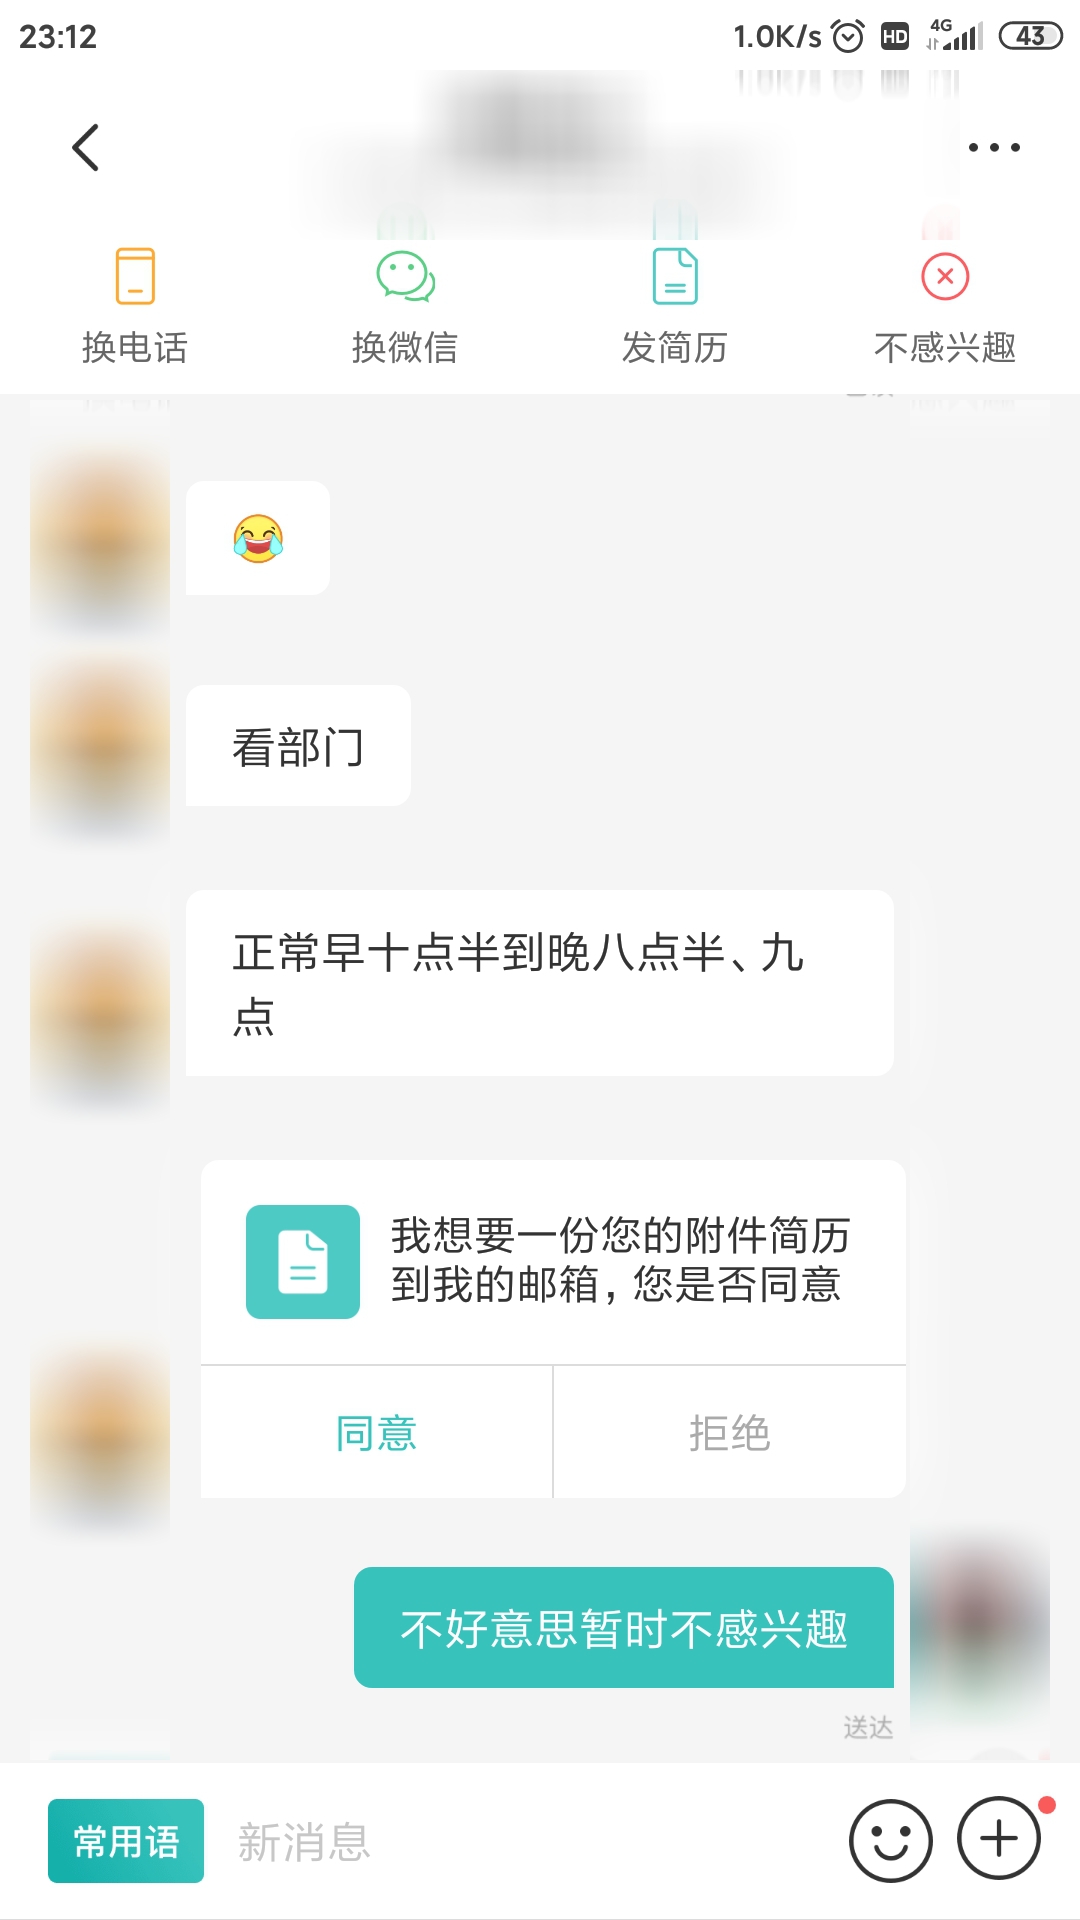 23:12
1.0K/s HD 4G 43
换电话 换微信 发简历 不感兴趣
看部门
正常早十点半到晚八点半、九
点
我想要一份您的附件简历
到我的邮箱，您是否同意
同意 拒绝
不好意思暂时不感兴趣
送达
常用语 新消息